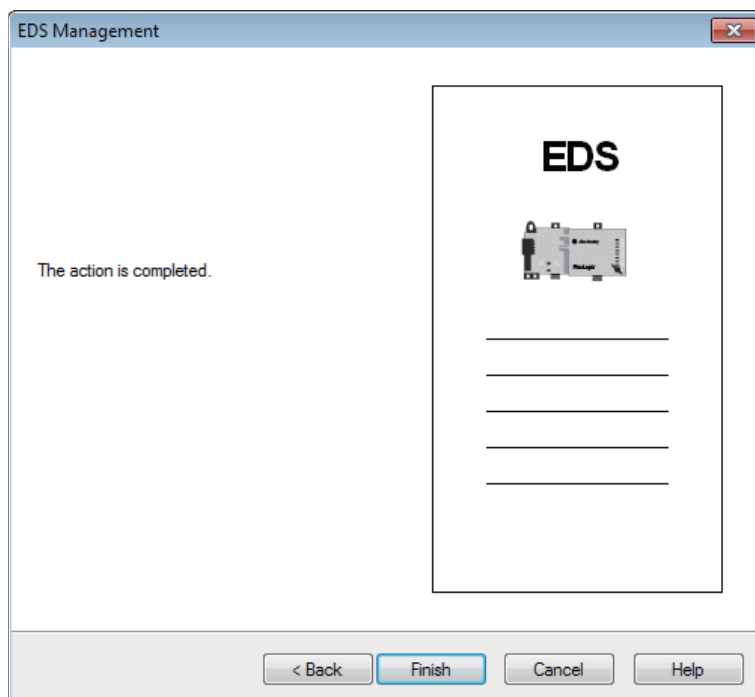 EDS Management
EDS
The action is completed.
< Back
Finish
Cancel
Help